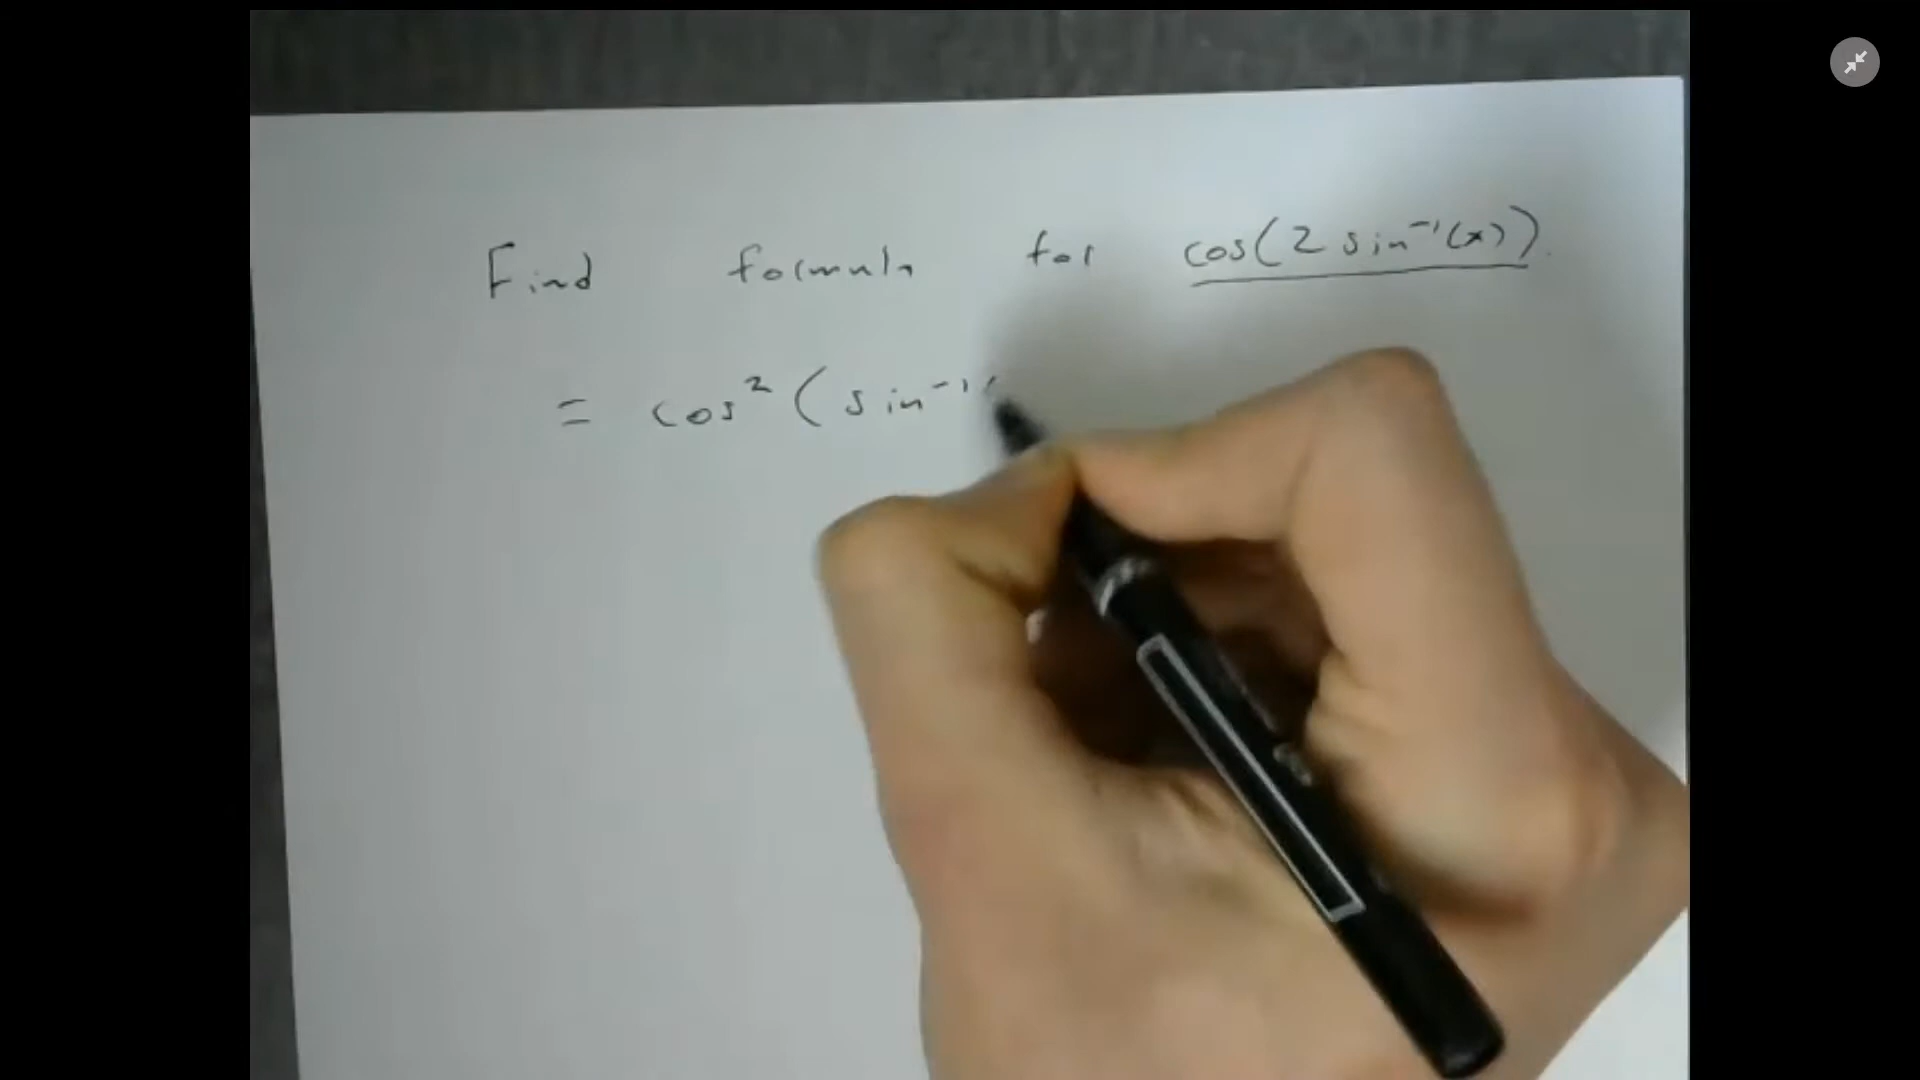 Find formula for cos(2 sin⁻¹(x)).
= cos² ( sin⁻¹(